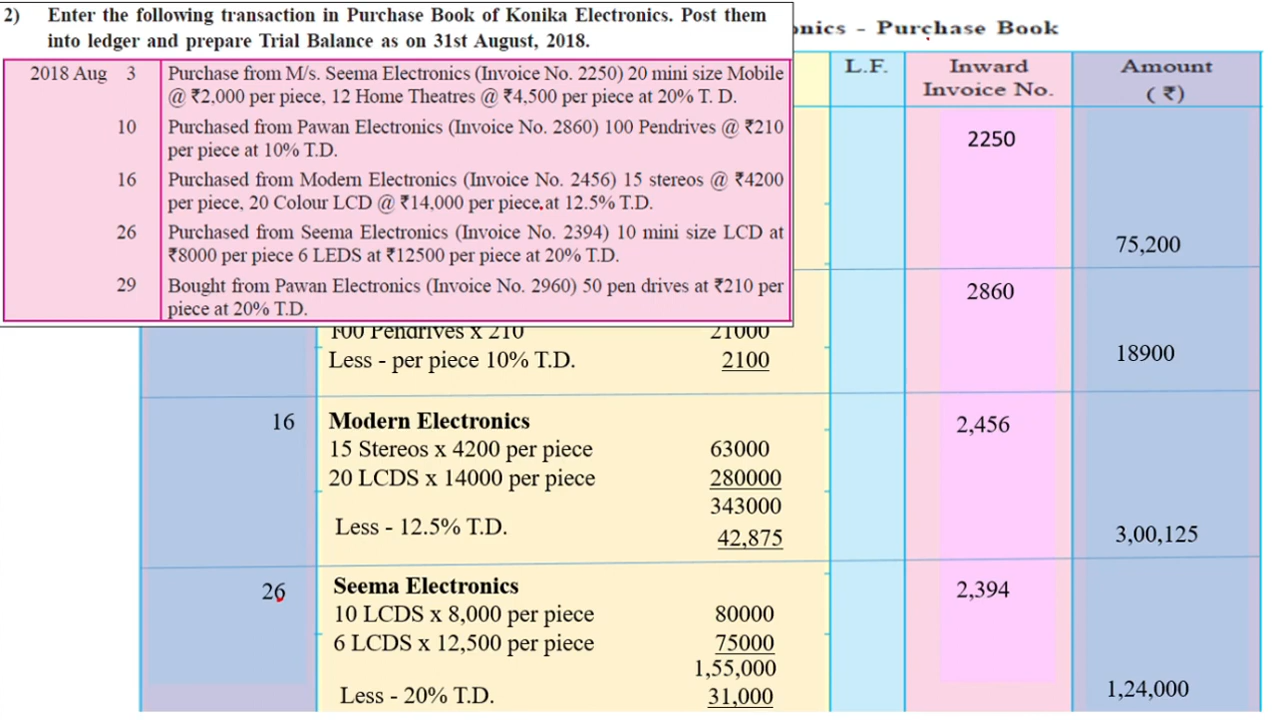 2) Enter the following transaction in Purchase Book of Konika Electronics. Post them
into ledger and prepare Trial Balance as on 31st August, 2018.
2018 Aug 3 Purchase from M/s. Seema Electronics (Invoice No. 2250) 20 mini size Mobile
@ ₹2,000 per piece, 12 Home Theatres @ ₹4,500 per piece at 20% T. D.
10 Purchased from Pawan Electronics (Invoice No. 2860) 100 Pendrives @ ₹210
per piece at 10% T.D.
16 Purchased from Modern Electronics (Invoice No. 2456) 15 stereos @ ₹4200
per piece, 20 Colour LCD @ ₹14,000 per piece, at 12.5% T.D.
26 Purchased from Seema Electronics (Invoice No. 2394) 10 mini size LCD at
₹8000 per piece 6 LEDS at ₹12500 per piece at 20% T.D.
29 Bought from Pawan Electronics (Invoice No. 2960) 50 pen drives at ₹210 per
piece at 20% T.D.
onics - Purchase Book
L.F. Inward Amount
Invoice No. (₹)
2250
75,200
2860
100 Pendrives x 210 21000
Less - per piece 10% T.D. 2100 18900
16 Modern Electronics 2,456
15 Stereos x 4200 per piece 63000
20 LCDS x 14000 per piece 280000
343000
Less - 12.5% T.D. 42,875 3,00,125
26 Seema Electronics 2,394
10 LCDS x 8,000 per piece 80000
6 LCDS x 12,500 per piece 75000
1,55,000
Less - 20% T.D. 31,000 1,24,000